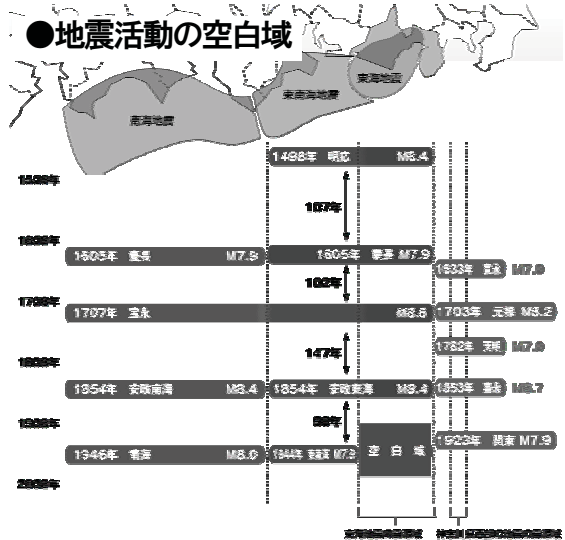 ●地震活動の空白域
東海地震
東南海地震
南海地震
1498年 明応 M8.4
1500年
107年
1600年
1605年 慶長 M7.9
1605年 慶長 M7.9
1633年 寛永 M7.0
102年
1700年
1707年 宝永 M8.6
1703年 元禄 M8.2
147年
1782年 天明 M7.0
1800年
1854年 安政南海 M8.4
1854年 安政東海 M8.4
1853年 嘉永 M6.7
90年
1900年
空白域
1923年 関東 M7.9
1946年 南海 M8.0
1944年 東南海 M7.9
2000年